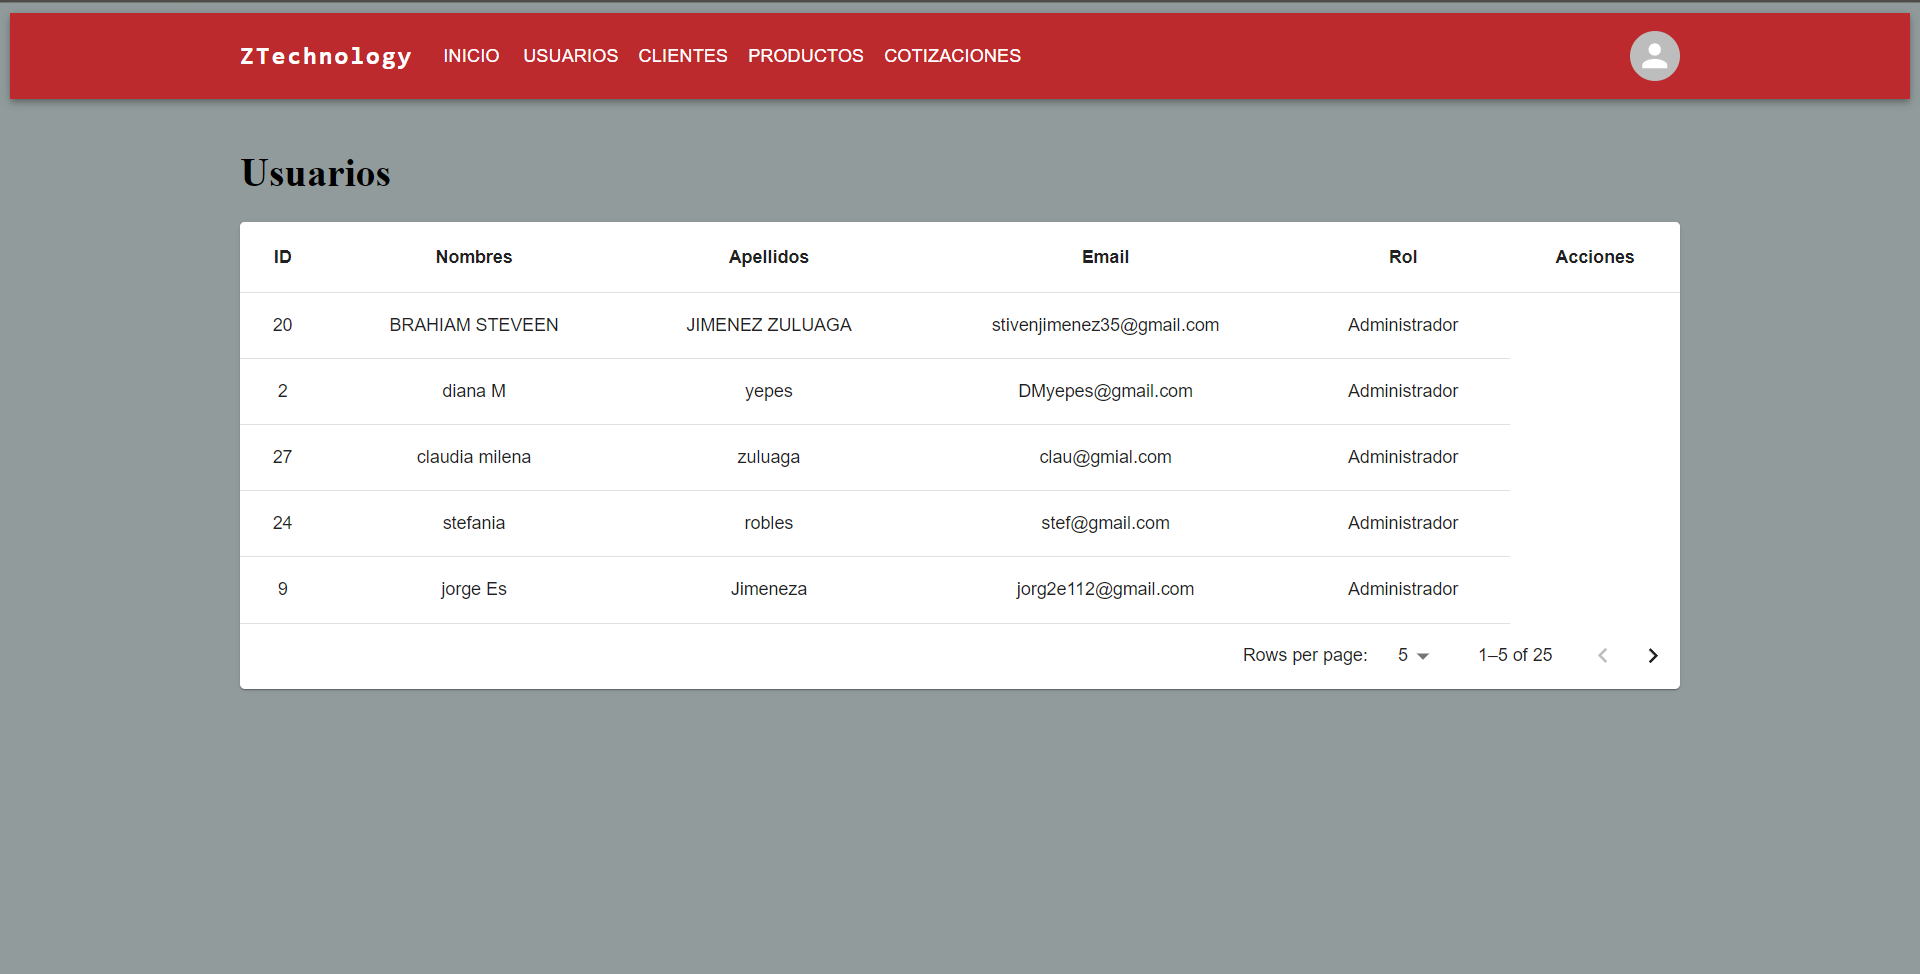 ZTechnology INICIO USUARIOS CLIENTES PRODUCTOS COTIZACIONES
Usuarios
ID Nombres Apellidos Email Rol Acciones
20 BRAHIAM STEVEEN JIMENEZ ZULUAGA stivenjimenez35@gmail.com Administrador
2 diana M yepes DMyepes@gmail.com Administrador
27 claudia milena zuluaga clau@gmial.com Administrador
24 stefania robles stef@gmail.com Administrador
9 jorge Es Jimeneza jorg2e112@gmail.com Administrador
Rows per page: 5 1–5 of 25